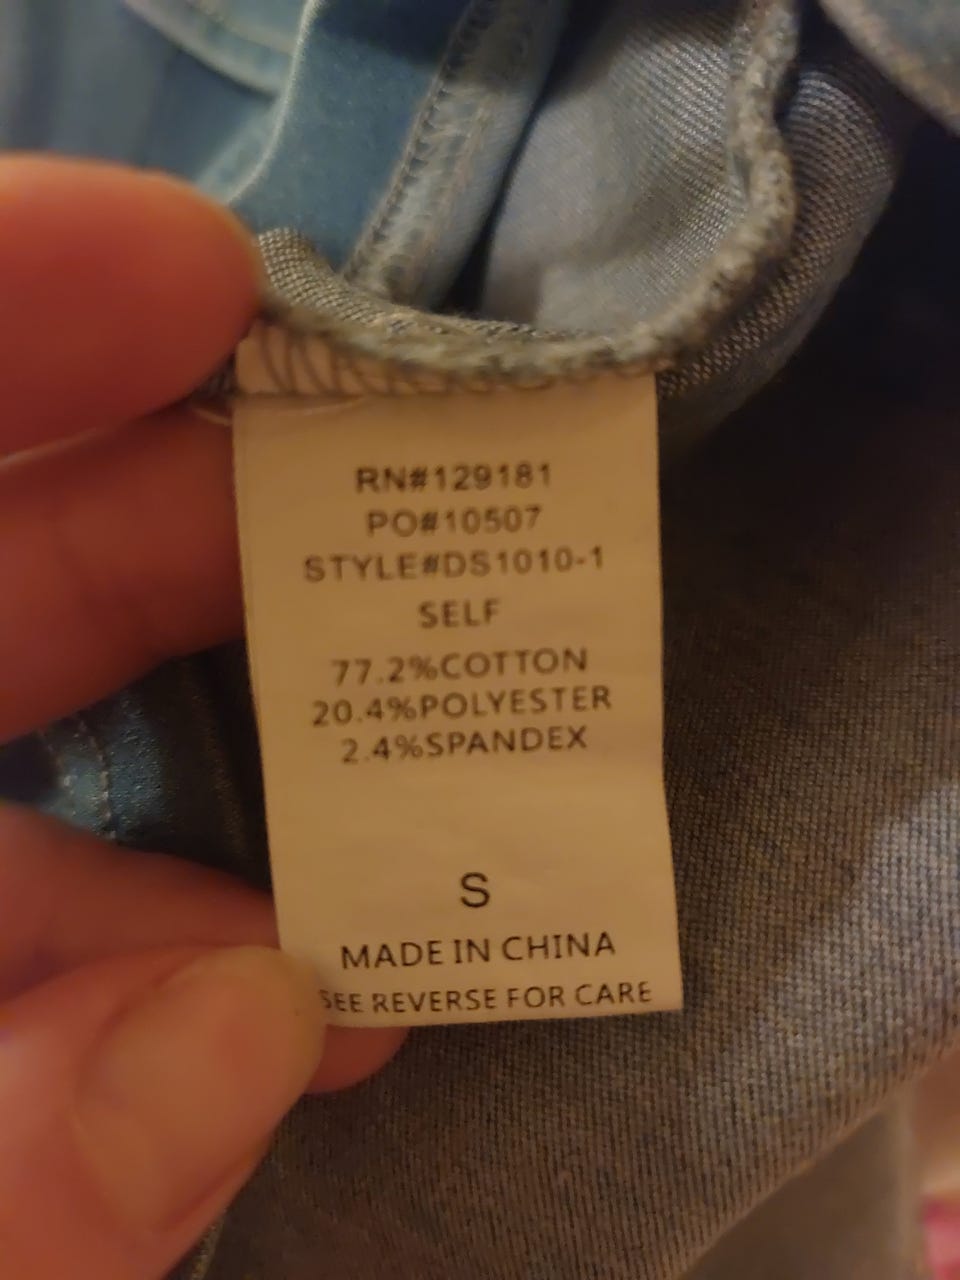 RN#129181
PO#10507
STYLE#DS1010-1
SELF
77.2%COTTON
20.4%POLYESTER
2.4%SPANDEX
S
MADE IN CHINA
SEE REVERSE FOR CARE